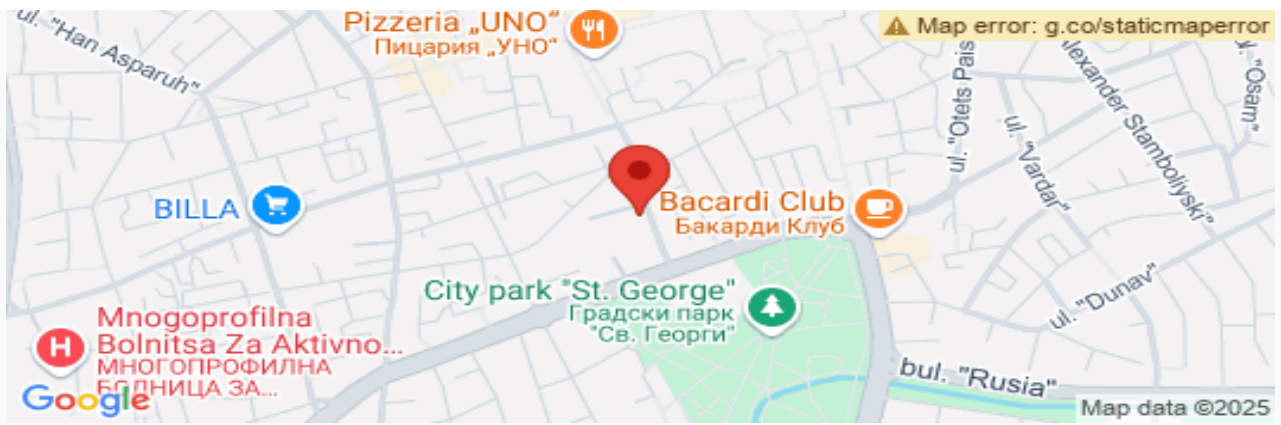 ul. "Han Asparuh"
Pizzeria „UNO“
Пицария „УНО“
Map error: g.co/staticmaperror
ul. "Otets Pais
Alexander Stamboliyski"
ul. "Osam"
ul. "Vardar"
BILLA
Bacardi Club
Бакарди Клуб
City park "St. George"
Градски парк
"Св. Георги"
ul. "Dunav"
Mnogoprofilna
Bolnitsa Za Aktivno...
МНОГОПРОФИЛНА
БОЛНИЦА ЗА...
H
bul. "Rusia"
Google
Map data ©2025